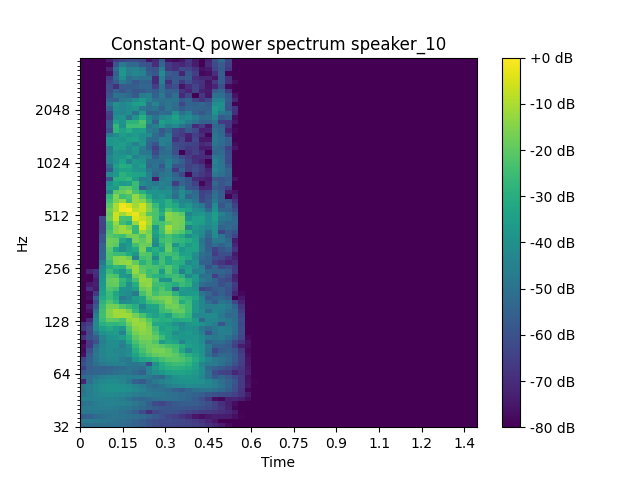 Constant-Q power spectrum speaker_10
Hz
2048
1024
512
256
128
64
32
0 0.15 0.3 0.45 0.6 0.75 0.9 1.1 1.2 1.4
Time
+0 dB
-10 dB
-20 dB
-30 dB
-40 dB
-50 dB
-60 dB
-70 dB
-80 dB